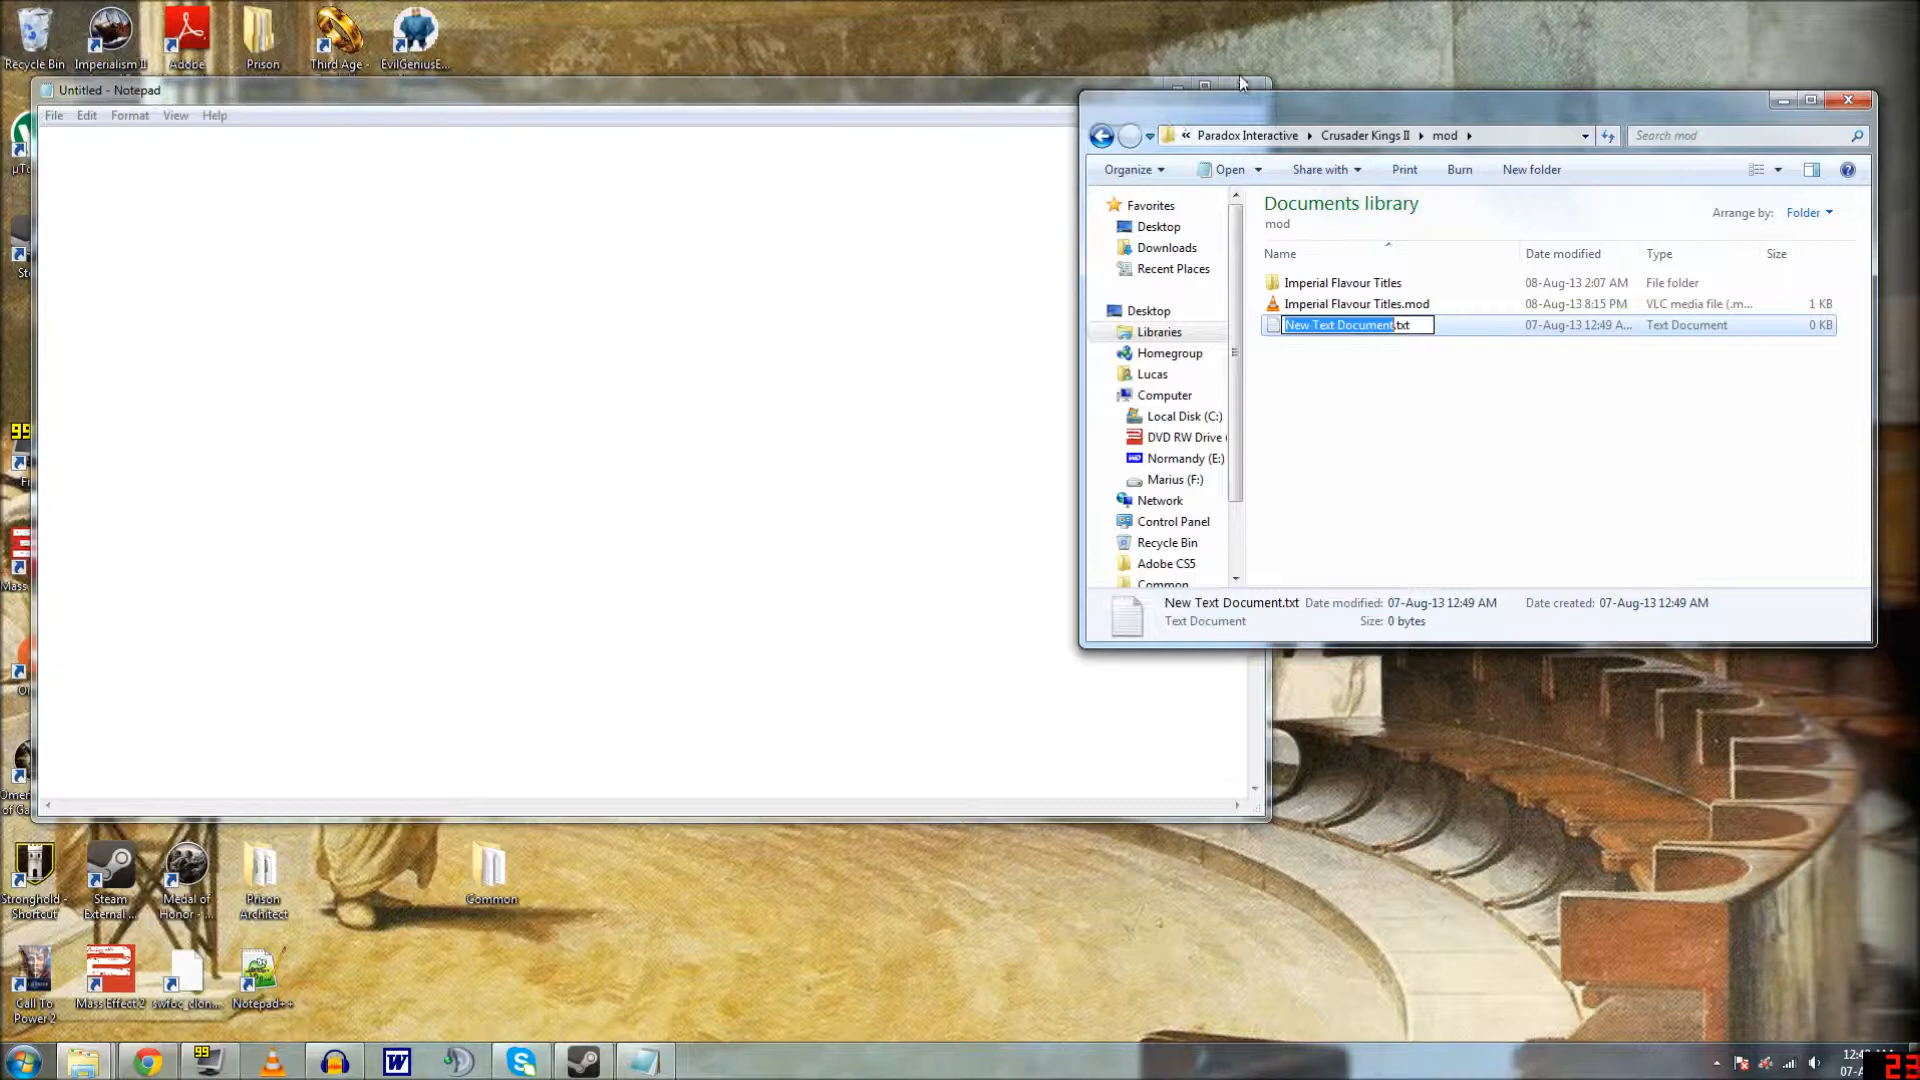 Recycle Bin
Imperialism II
Adobe
Prison
Third Age -
EvilGeniusE...
Untitled - Notepad
File Edit Format View Help
« Paradox Interactive Crusader Kings II mod
Search mod
Organize Open Share with Print Burn New folder
Favorites
Desktop
Downloads
Recent Places
Desktop
Libraries
Homegroup
Lucas
Computer
Local Disk (C:)
DVD RW Drive (
Normandy (E:)
Marius (F:)
Network
Control Panel
Recycle Bin
Adobe CS5
Common
Documents library
mod
Arrange by: Folder
Name Date modified Type Size
Imperial Flavour Titles 08-Aug-13 2:07 AM File folder
Imperial Flavour Titles.mod 08-Aug-13 8:15 PM VLC media file (.m... 1 KB
New Text Document.txt 07-Aug-13 12:49 A... Text Document 0 KB
New Text Document.txt Date modified: 07-Aug-13 12:49 AM Date created: 07-Aug-13 12:49 AM
Text Document Size: 0 bytes
99
Mass
Stronghold -
Shortcut
Steam
External ...
Medal of
Honor - ...
Prison
Architect
Common
Call To
Power 2
Mass Effect 2
swfoc_clon...
Notepad++
99
W
23